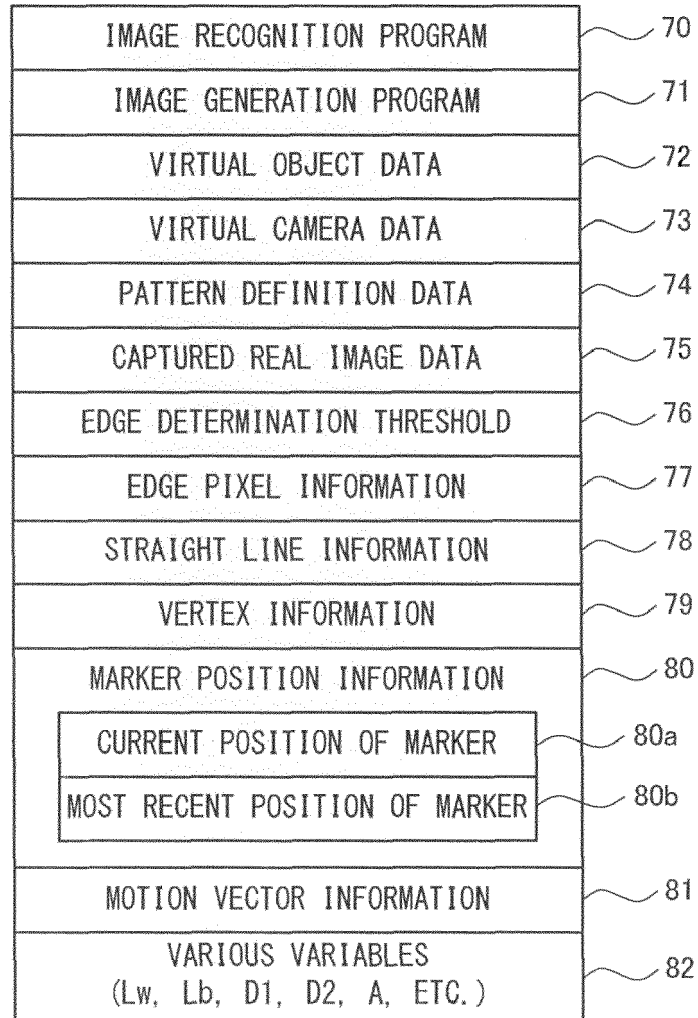 IMAGE RECOGNITION PROGRAM 70
IMAGE GENERATION PROGRAM 71
VIRTUAL OBJECT DATA 72
VIRTUAL CAMERA DATA 73
PATTERN DEFINITION DATA 74
CAPTURED REAL IMAGE DATA 75
EDGE DETERMINATION THRESHOLD 76
EDGE PIXEL INFORMATION 77
STRAIGHT LINE INFORMATION 78
VERTEX INFORMATION 79
MARKER POSITION INFORMATION 80
CURRENT POSITION OF MARKER 80a
MOST RECENT POSITION OF MARKER 80b
MOTION VECTOR INFORMATION 81
VARIOUS VARIABLES
(Lw, Lb, D1, D2, A, ETC.) 82